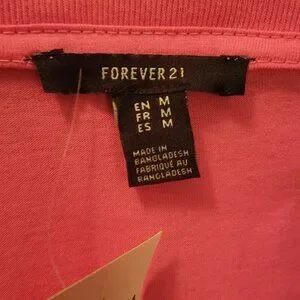 FOREVER 21
EN M
FR M
ES M
MADE IN
BANGLADESH
FABRIQUÉ AU
BANGLADESH